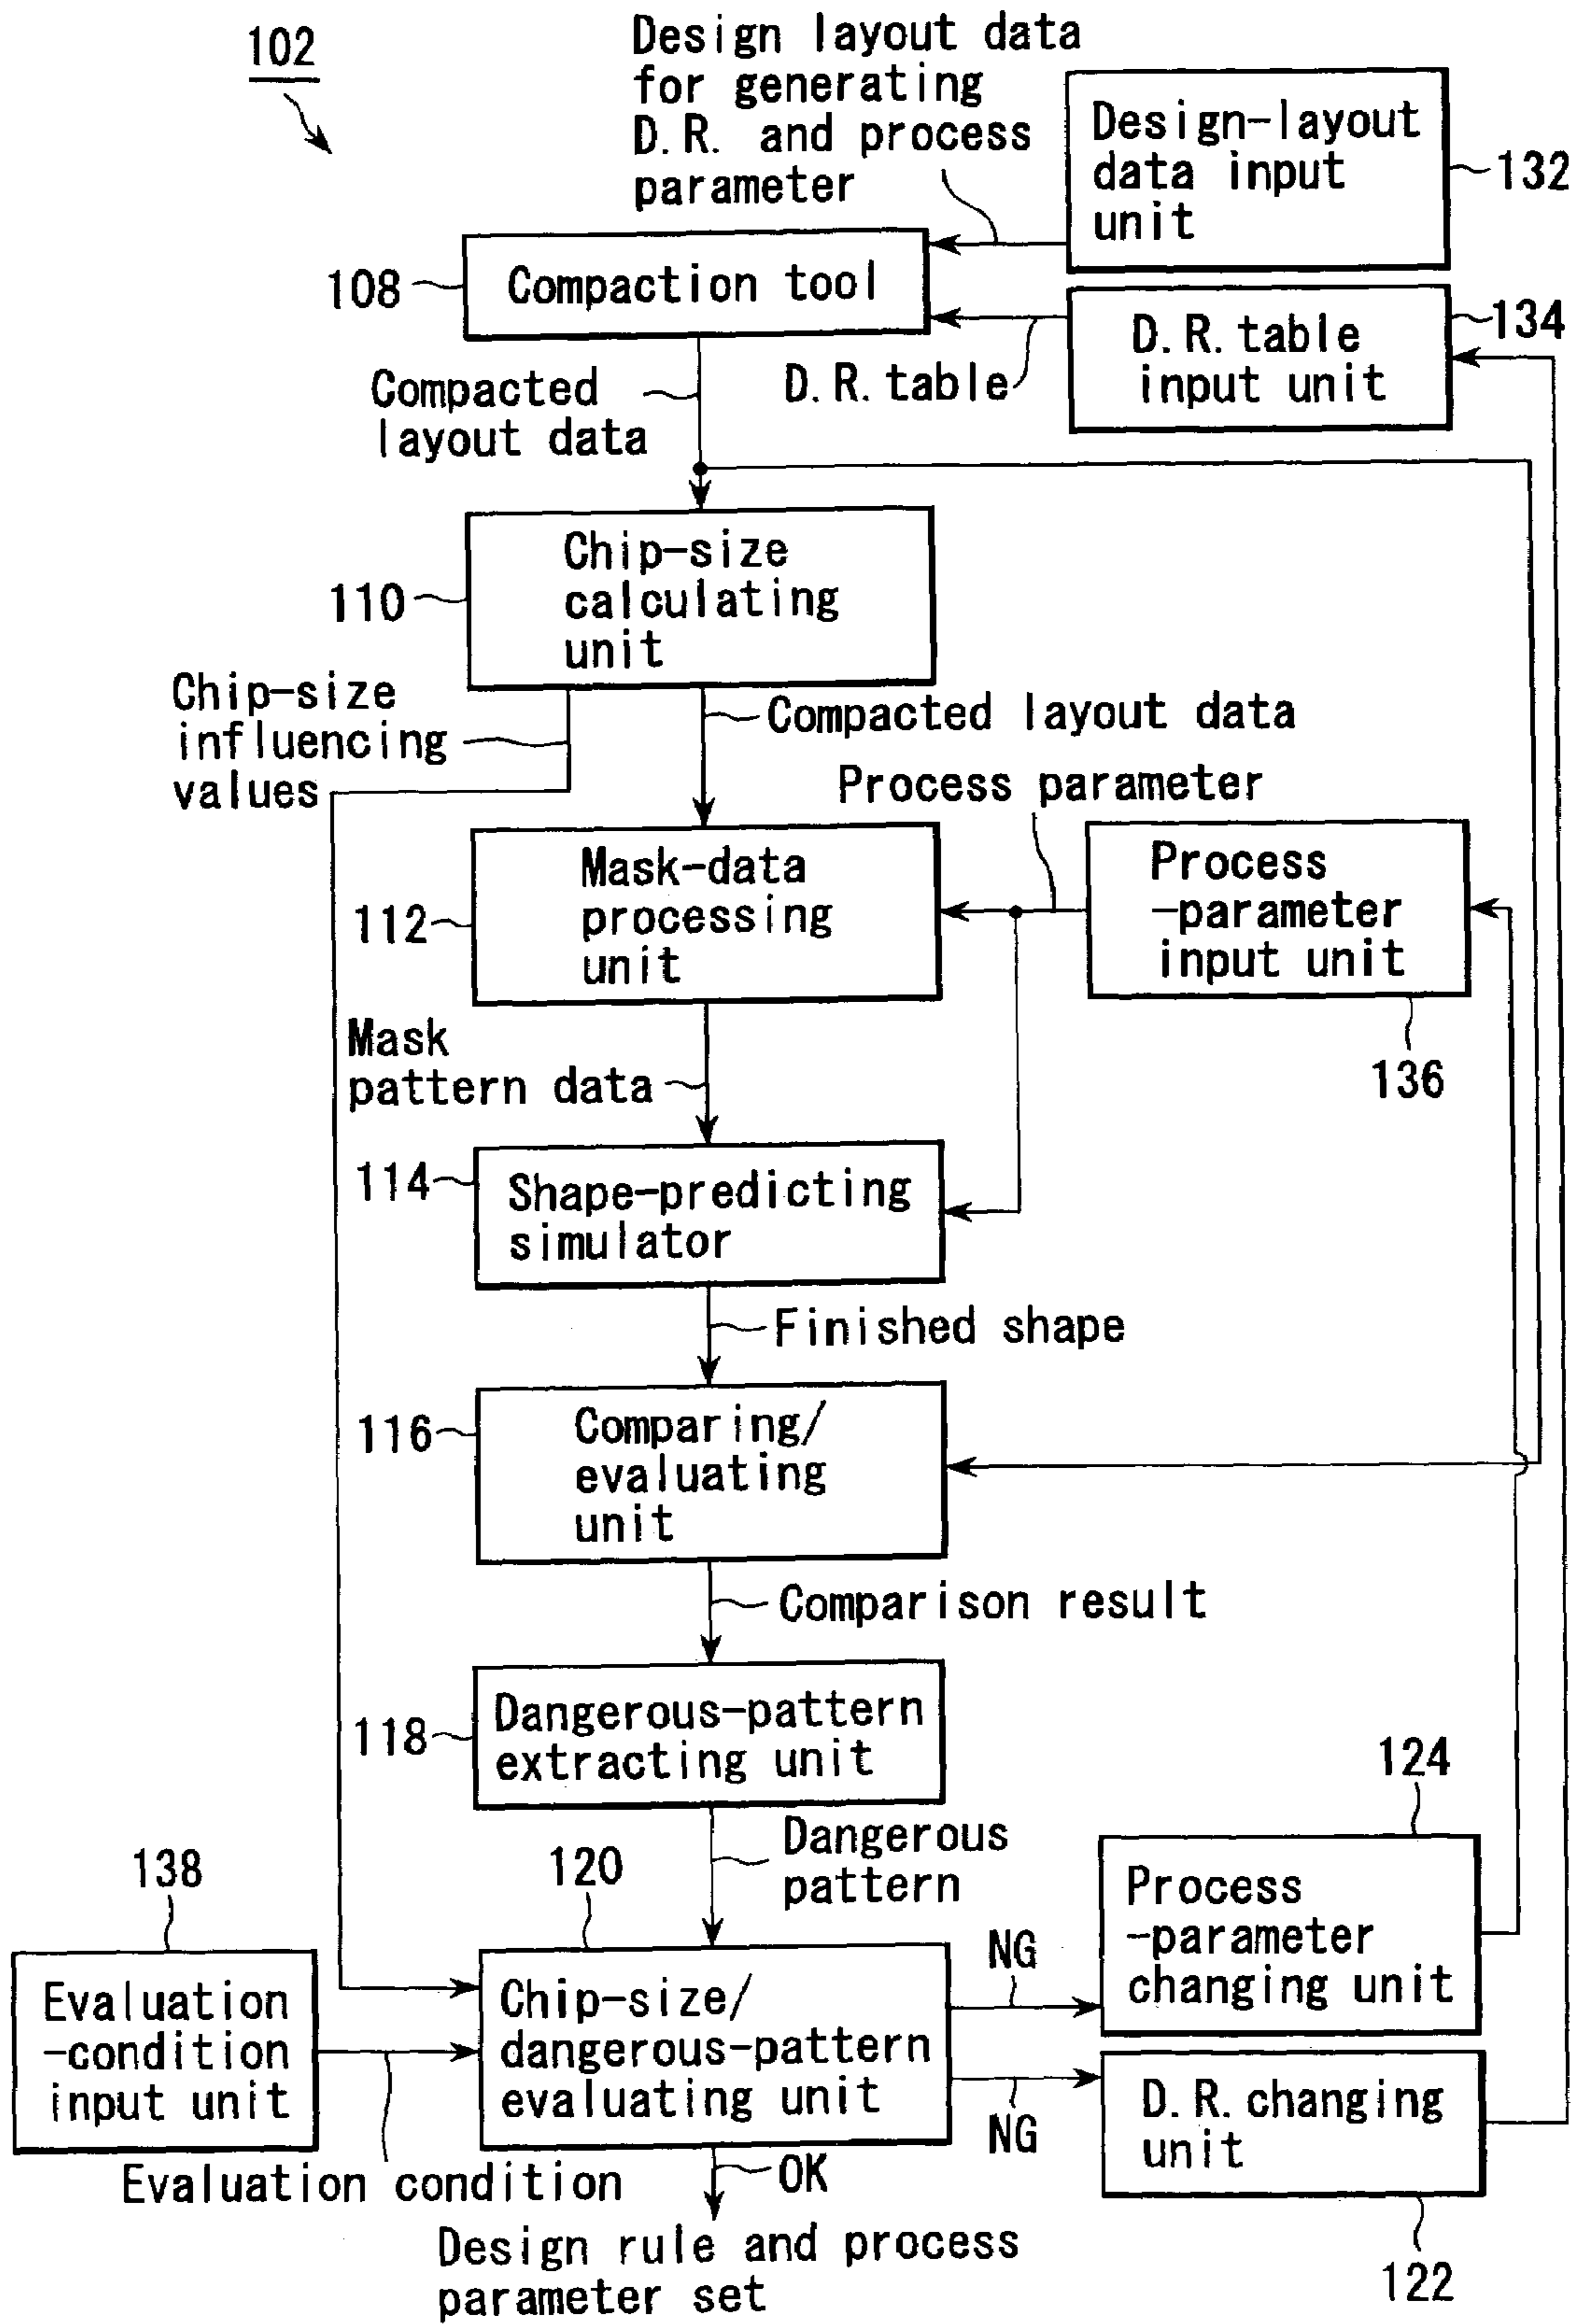 102
Design layout data
for generating
D.R. and process
parameter
Design-layout
data input
unit
132
108
Compaction tool
D.R.table
input unit
134
D.R.table
Compacted
layout data
Chip-size
calculating
unit
110
Chip-size
influencing
values
Compacted layout data
Process parameter
Mask-data
processing
unit
112
Process
-parameter
input unit
136
Mask
pattern data
114
Shape-predicting
simulator
Finished shape
116
Comparing/
evaluating
unit
Comparison result
118
Dangerous-pattern
extracting unit
Dangerous
pattern
124
138
120
Process
-parameter
changing unit
Evaluation
-condition
input unit
Chip-size/
dangerous-pattern
evaluating unit
NG
NG
D.R.changing
unit
Evaluation condition
OK
122
Design rule and process
parameter set